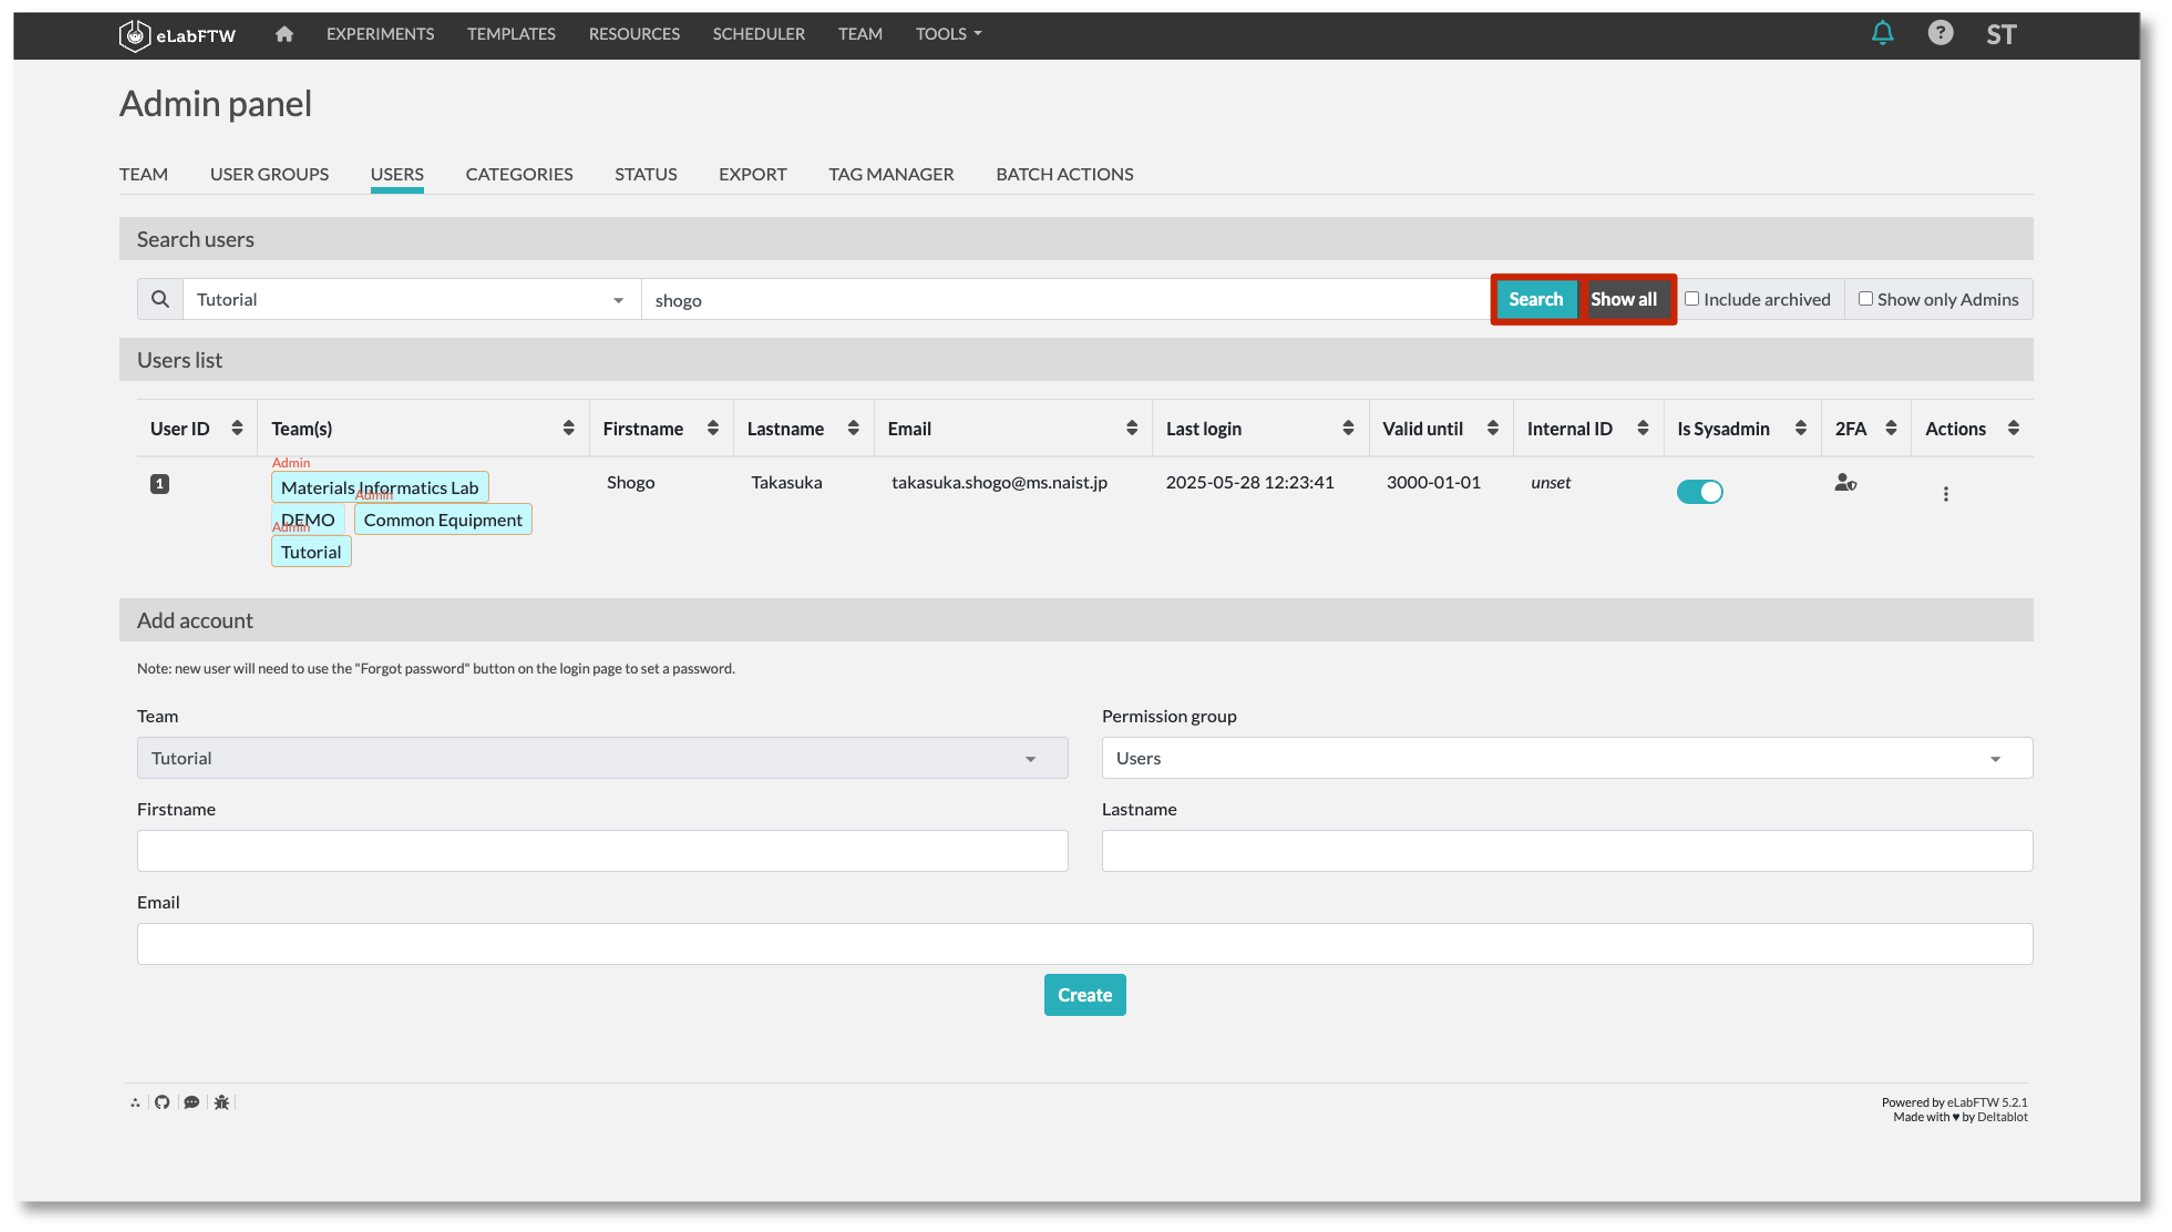 eLabFTW EXPERIMENTS TEMPLATES RESOURCES SCHEDULER TEAM TOOLS ? ST
Admin panel
TEAM USER GROUPS USERS CATEGORIES STATUS EXPORT TAG MANAGER BATCH ACTIONS
Search users
Tutorial shogo Search Show all Include archived Show only Admins
Users list
User ID Team(s) Firstname Lastname Email Last login Valid until Internal ID Is Sysadmin 2FA Actions
Admin
1 Materials Informatics Lab Shogo Takasuka takasuka.shogo@ms.naist.jp 2025-05-28 12:23:41 3000-01-01 unset
Admin
DEMO Common Equipment
Admin
Tutorial
Add account
Note: new user will need to use the "Forgot password" button on the login page to set a password.
Team Permission group
Tutorial Users
Firstname Lastname
Email
Create
Powered by eLabFTW 5.2.1
Made with ♥ by Deltablot